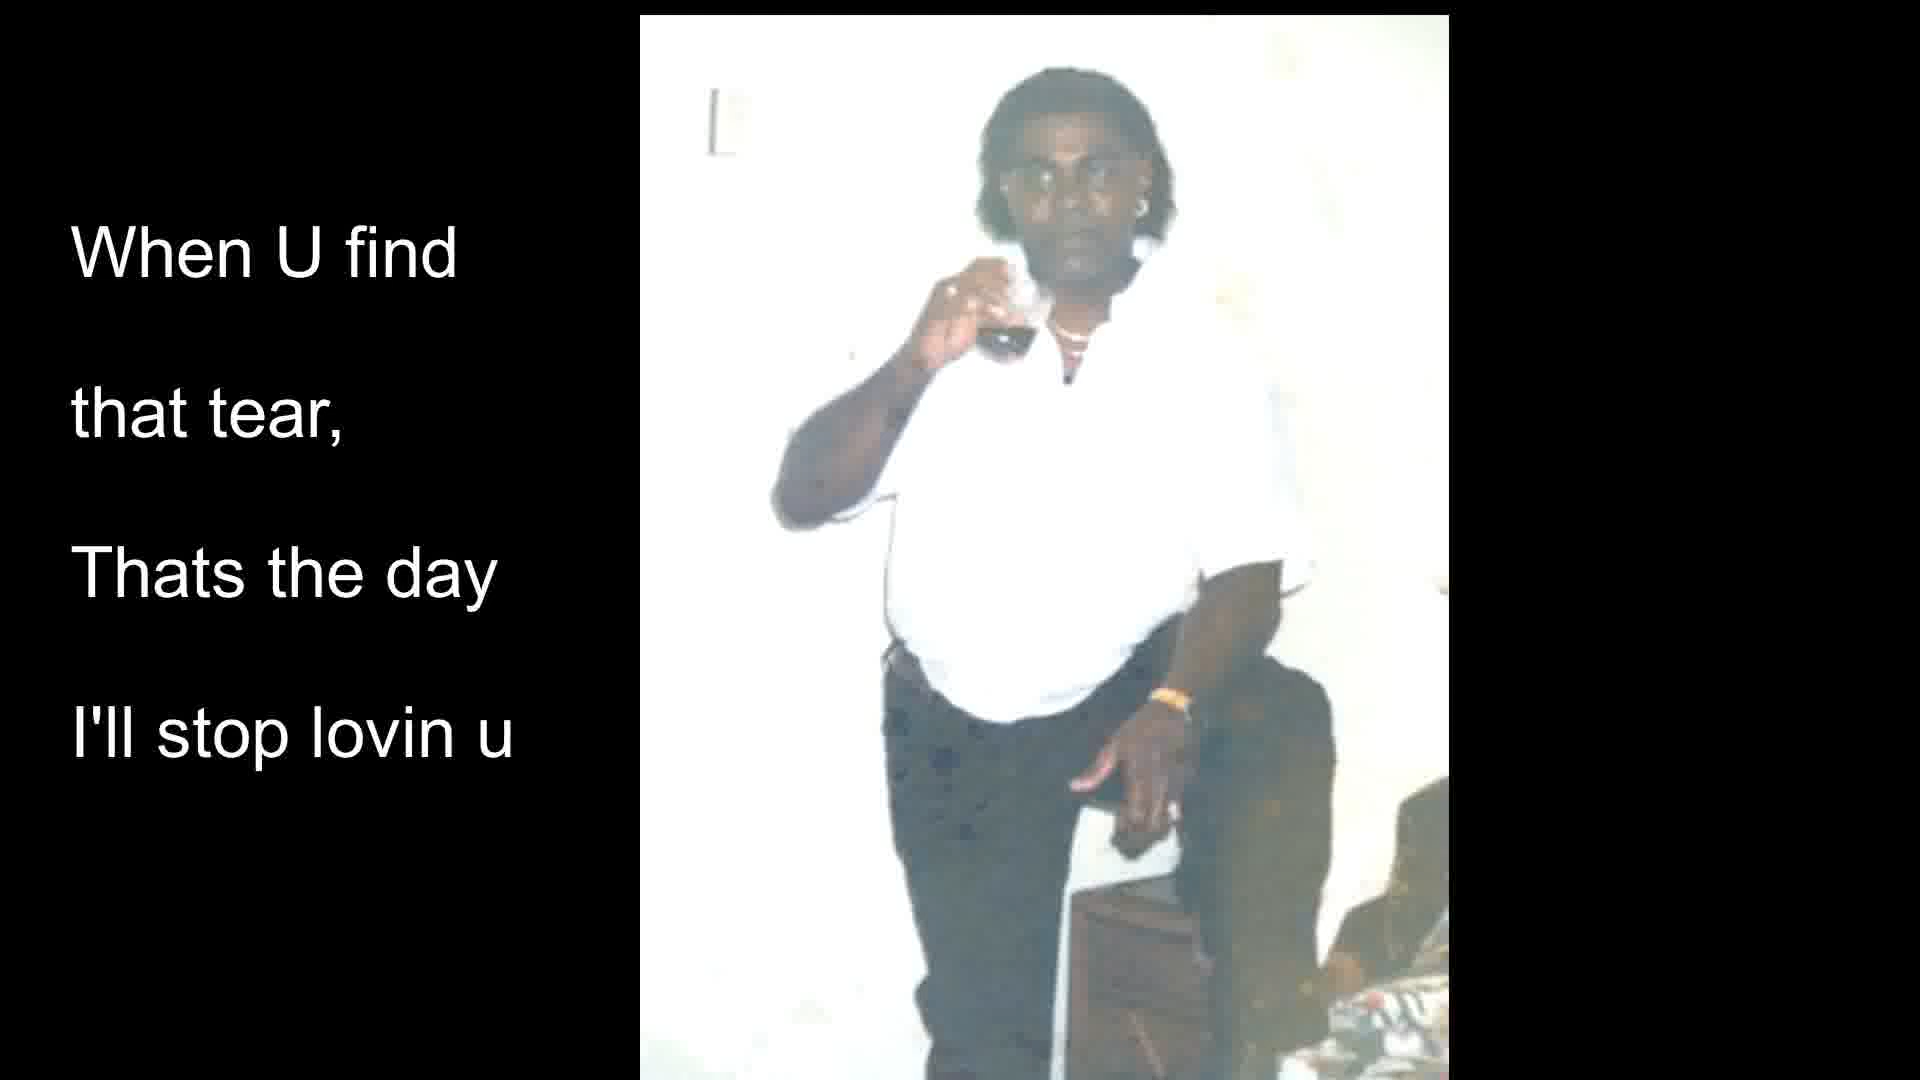 When U find
that tear,
Thats the day
I'll stop lovin u